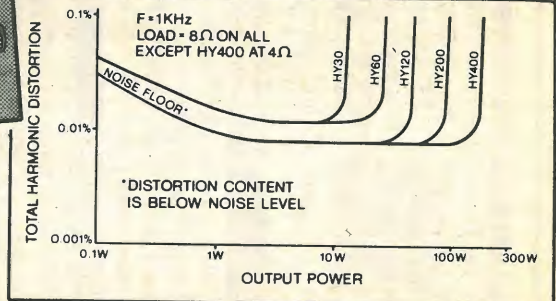 TOTAL HARMONIC DISTORTION
0.1%
0.01%
0.001%
F=1KHz
LOAD=8Ω ON ALL
EXCEPT HY400 AT 4Ω
NOISE FLOOR*
HY30
HY60
HY120
HY200
HY400
*DISTORTION CONTENT
IS BELOW NOISE LEVEL
0.1W
1W
10W
100W
300W
OUTPUT POWER